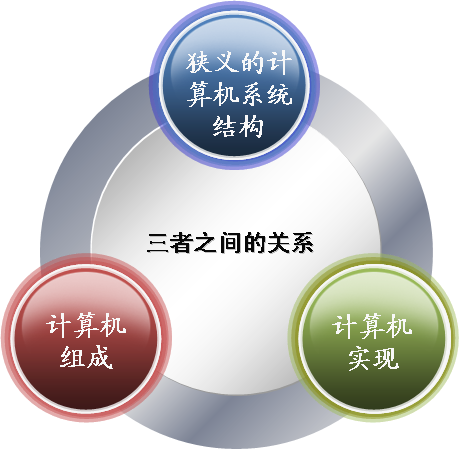 狭义的计
算机系统
结构
三者之间的关系
计算机
组成
计算机
实现